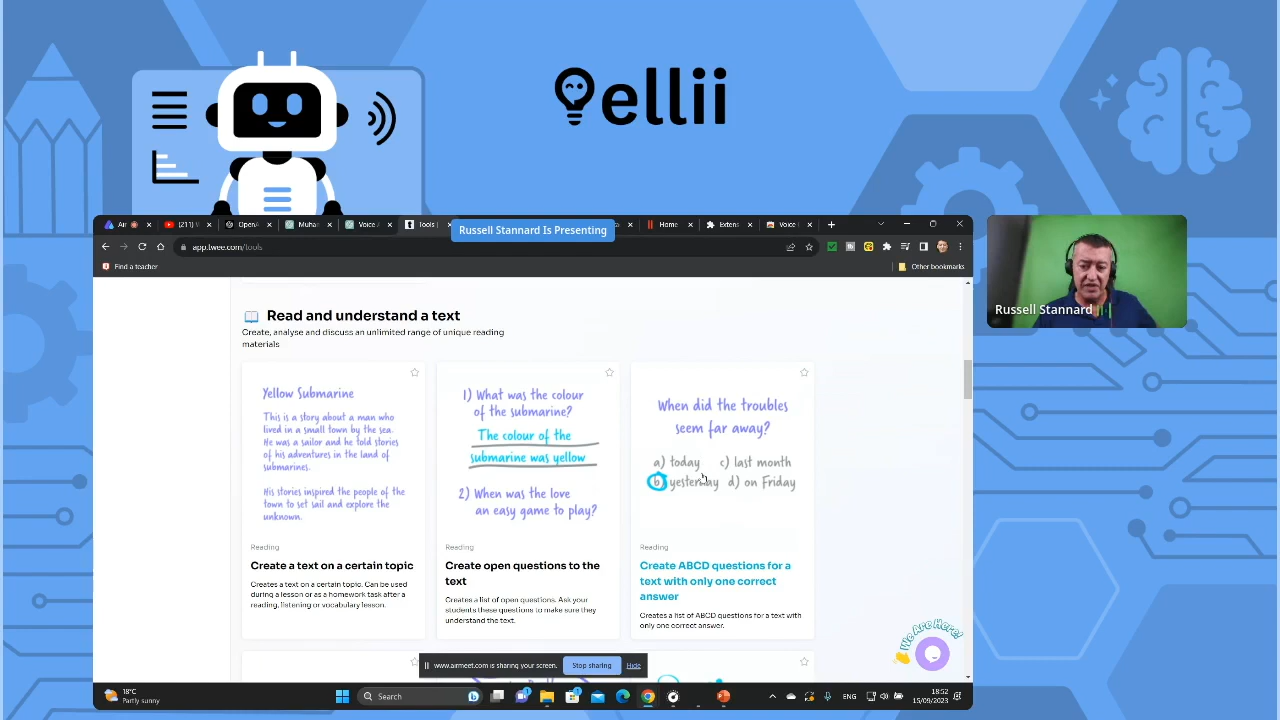 ellii
Air
(211)
OpenA
Muha
Voice
Tools |
Home
Extens
Voice
Russell Stannard Is Presenting
app.twee.com/tools
Find a teacher
Other bookmarks
Russell Stannard
Read and understand a text
Create, analyse and discuss an unlimited range of unique reading
materials
Yellow Submarine
This is a story about a man who
lived in a small town by the sea.
He was a sailor and he told stories
of his adventures in the land of
submarines.
His stories inspired the people of the
town to set sail and explore the
unknown.
Reading
Create a text on a certain topic
Creates a text on a certain topic. Can be used
during a lesson or as a homework task after a
reading, listening or vocabulary lesson.
1) What was the colour
of the submarine?
The colour of the
submarine was yellow
2) When was the love
an easy game to play?
Reading
Create open questions to the
text
Creates a list of open questions. Ask your
students these questions to make sure they
understand the text.
When did the troubles
seem far away?
a) today c) last month
b) yesterday d) on Friday
Reading
Create ABCD questions for a
text with only one correct
answer
Creates a list of ABCD questions for a text with
only one correct answer.
We Are Here!
www.airmeet.com is sharing your screen.
Stop sharing
Hide
18°C
Partly sunny
Search
ENG
18:52
15/09/2023